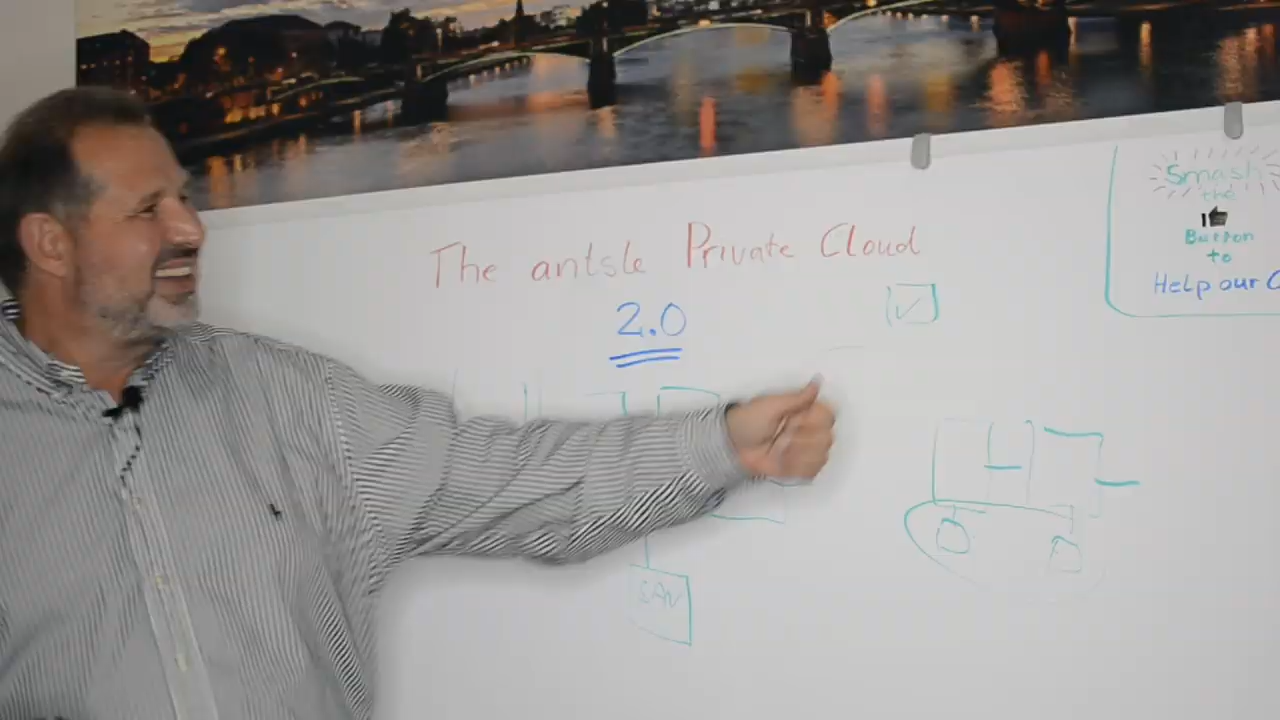 The antsle Private Cloud
2.0
Smash
the
Button
to
Help our
SAN